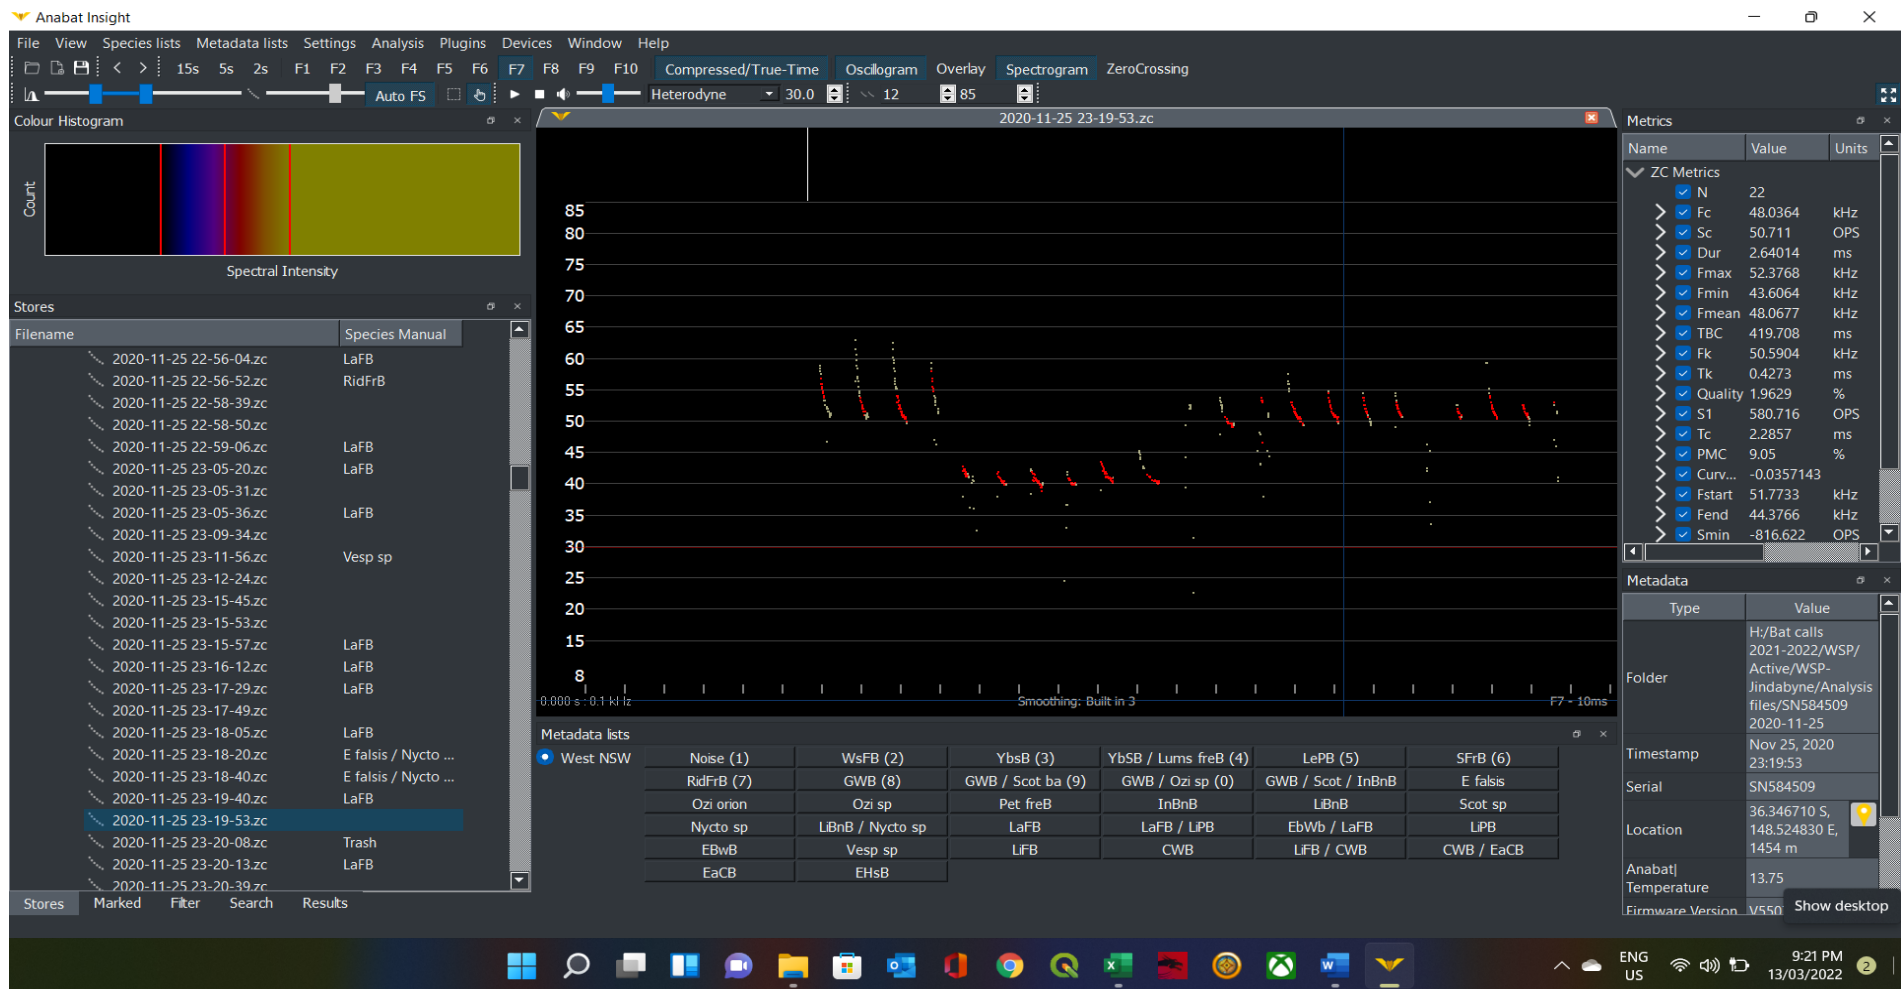 Anabat Insight
File View Species lists Metadata lists Settings Analysis Plugins Devices Window Help
15s 5s 2s F1 F2 F3 F4 F5 F6 F7 F8 F9 F10 Compressed/True-Time Oscillogram Overlay Spectrogram ZeroCrossing
Auto FS Heterodyne 30.0 12 85
Colour Histogram
Count
Spectral Intensity
Stores
Filename Species Manual
2020-11-25 22-56-04.zc LaFB
2020-11-25 22-56-52.zc RidFrB
2020-11-25 22-58-39.zc
2020-11-25 22-58-50.zc
2020-11-25 22-59-06.zc LaFB
2020-11-25 23-05-20.zc LaFB
2020-11-25 23-05-31.zc
2020-11-25 23-05-36.zc LaFB
2020-11-25 23-09-34.zc
2020-11-25 23-11-56.zc Vesp sp
2020-11-25 23-12-24.zc
2020-11-25 23-15-45.zc
2020-11-25 23-15-53.zc
2020-11-25 23-15-57.zc LaFB
2020-11-25 23-16-12.zc LaFB
2020-11-25 23-17-29.zc LaFB
2020-11-25 23-17-49.zc
2020-11-25 23-18-05.zc LaFB
2020-11-25 23-18-20.zc E falsis / Nycto ...
2020-11-25 23-18-40.zc E falsis / Nycto ...
2020-11-25 23-19-40.zc LaFB
2020-11-25 23-19-53.zc
2020-11-25 23-20-08.zc Trash
2020-11-25 23-20-13.zc LaFB
2020-11-25 23-20-39.zc
Stores Marked Filter Search Results
2020-11-25 23-19-53.zc
85
80
75
70
65
60
55
50
45
40
35
30
25
20
15
8
0.000 s : 0.1 kHz Smoothing: Built in 3 F7 - 10ms
Metadata lists
West NSW Noise (1) WsFB (2) YbsB (3) YbSB / Lums freB (4) LePB (5) SFrB (6)
RidFrB (7) GWB (8) GWB / Scot ba (9) GWB / Ozi sp (0) GWB / Scot / InBnB E falsis
Ozi orion Ozi sp Pet freB InBnB LiBnB Scot sp
Nycto sp LiBnB / Nycto sp LaFB LaFB / LiPB EbWb / LaFB LiPB
EBwB Vesp sp LiFB CWB LiFB / CWB CWB / EaCB
EaCB EHsB
Metrics
Name Value Units
ZC Metrics
N 22
Fc 48.0364 kHz
Sc 50.711 OPS
Dur 2.64014 ms
Fmax 52.3768 kHz
Fmin 43.6064 kHz
Fmean 48.0677 kHz
TBC 419.708 ms
Fk 50.5904 kHz
Tk 0.4273 ms
Quality 1.9629 %
S1 580.716 OPS
Tc 2.2857 ms
PMC 9.05 %
Curv... -0.0357143
Fstart 51.7733 kHz
Fend 44.3766 kHz
Smin -816.622 OPS
Metadata
Type Value
Folder H:/Bat calls
2021-2022/WSP/
Active/WSP-
Jindabyne/Analysis
files/SN584509
2020-11-25
Timestamp Nov 25, 2020
23:19:53
Serial SN584509
Location 36.346710 S,
148.524830 E,
1454 m
Anabat|
Temperature 13.75
Firmware Version V550
Show desktop
ENG
US
9:21 PM
13/03/2022
2